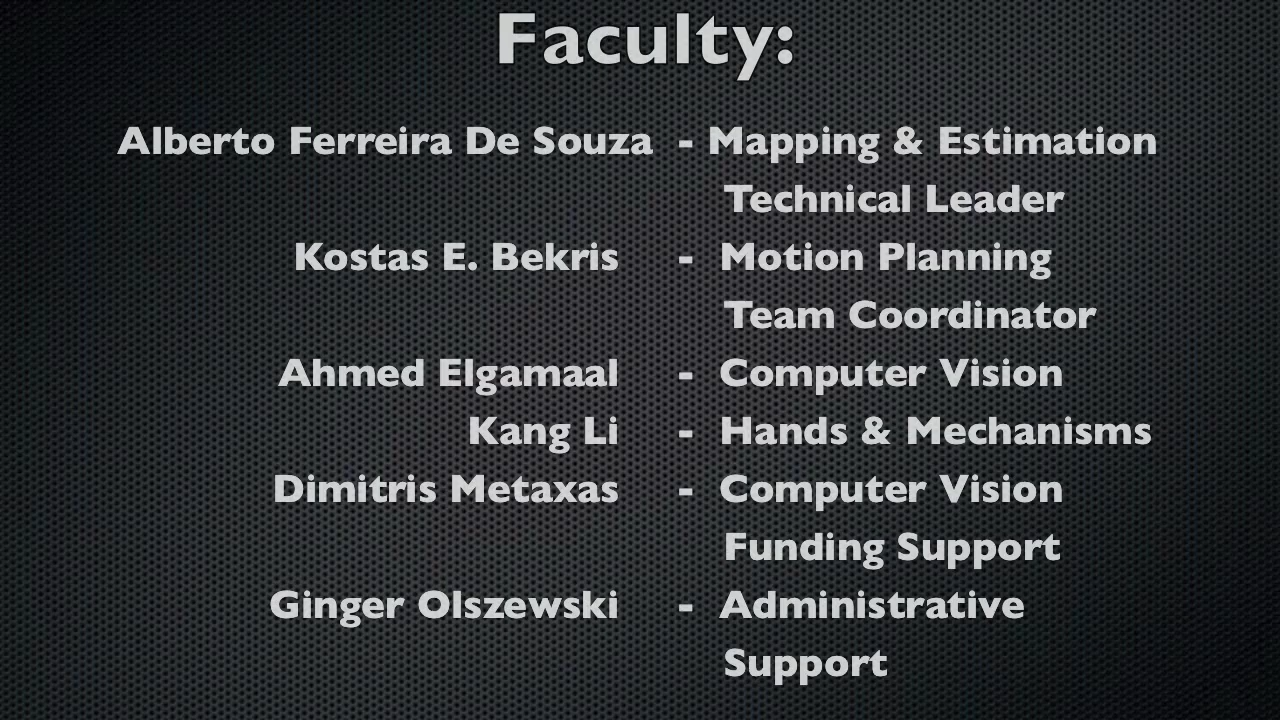 Faculty:
Alberto Ferreira De Souza - Mapping & Estimation
Technical Leader
Kostas E. Bekris - Motion Planning
Team Coordinator
Ahmed Elgamaal - Computer Vision
Kang Li - Hands & Mechanisms
Dimitris Metaxas - Computer Vision
Funding Support
Ginger Olszewski - Administrative
Support